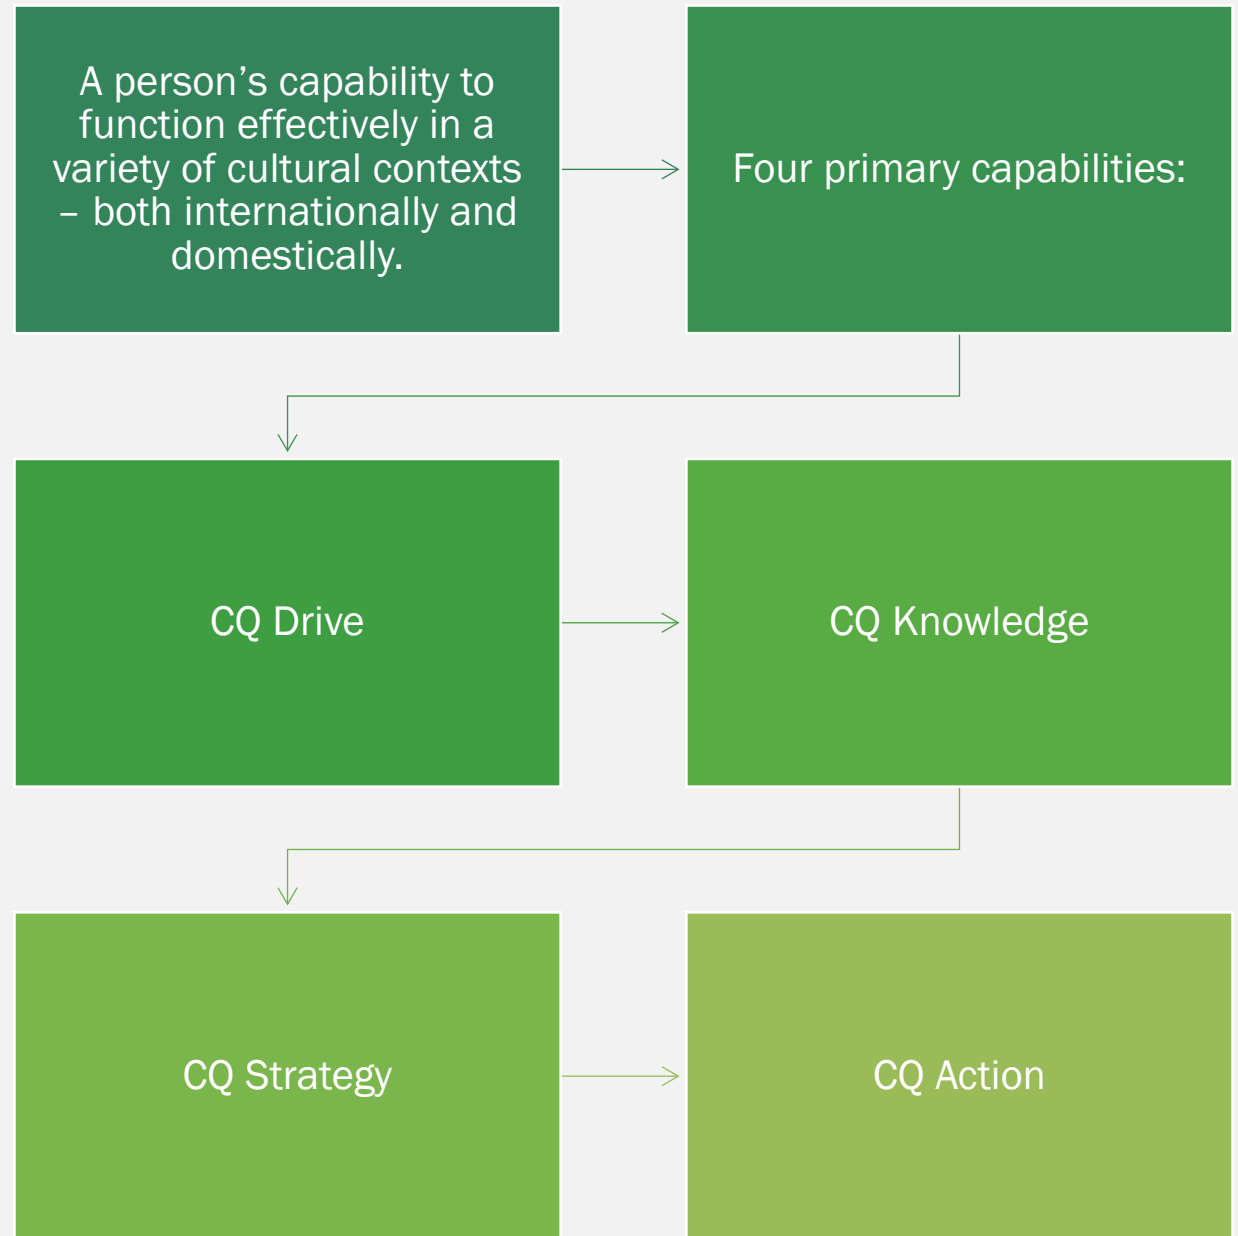 A person’s capability to
function effectively in a
variety of cultural contexts
– both internationally and
domestically.
Four primary capabilities:
CQ Drive
CQ Knowledge
CQ Strategy
CQ Action